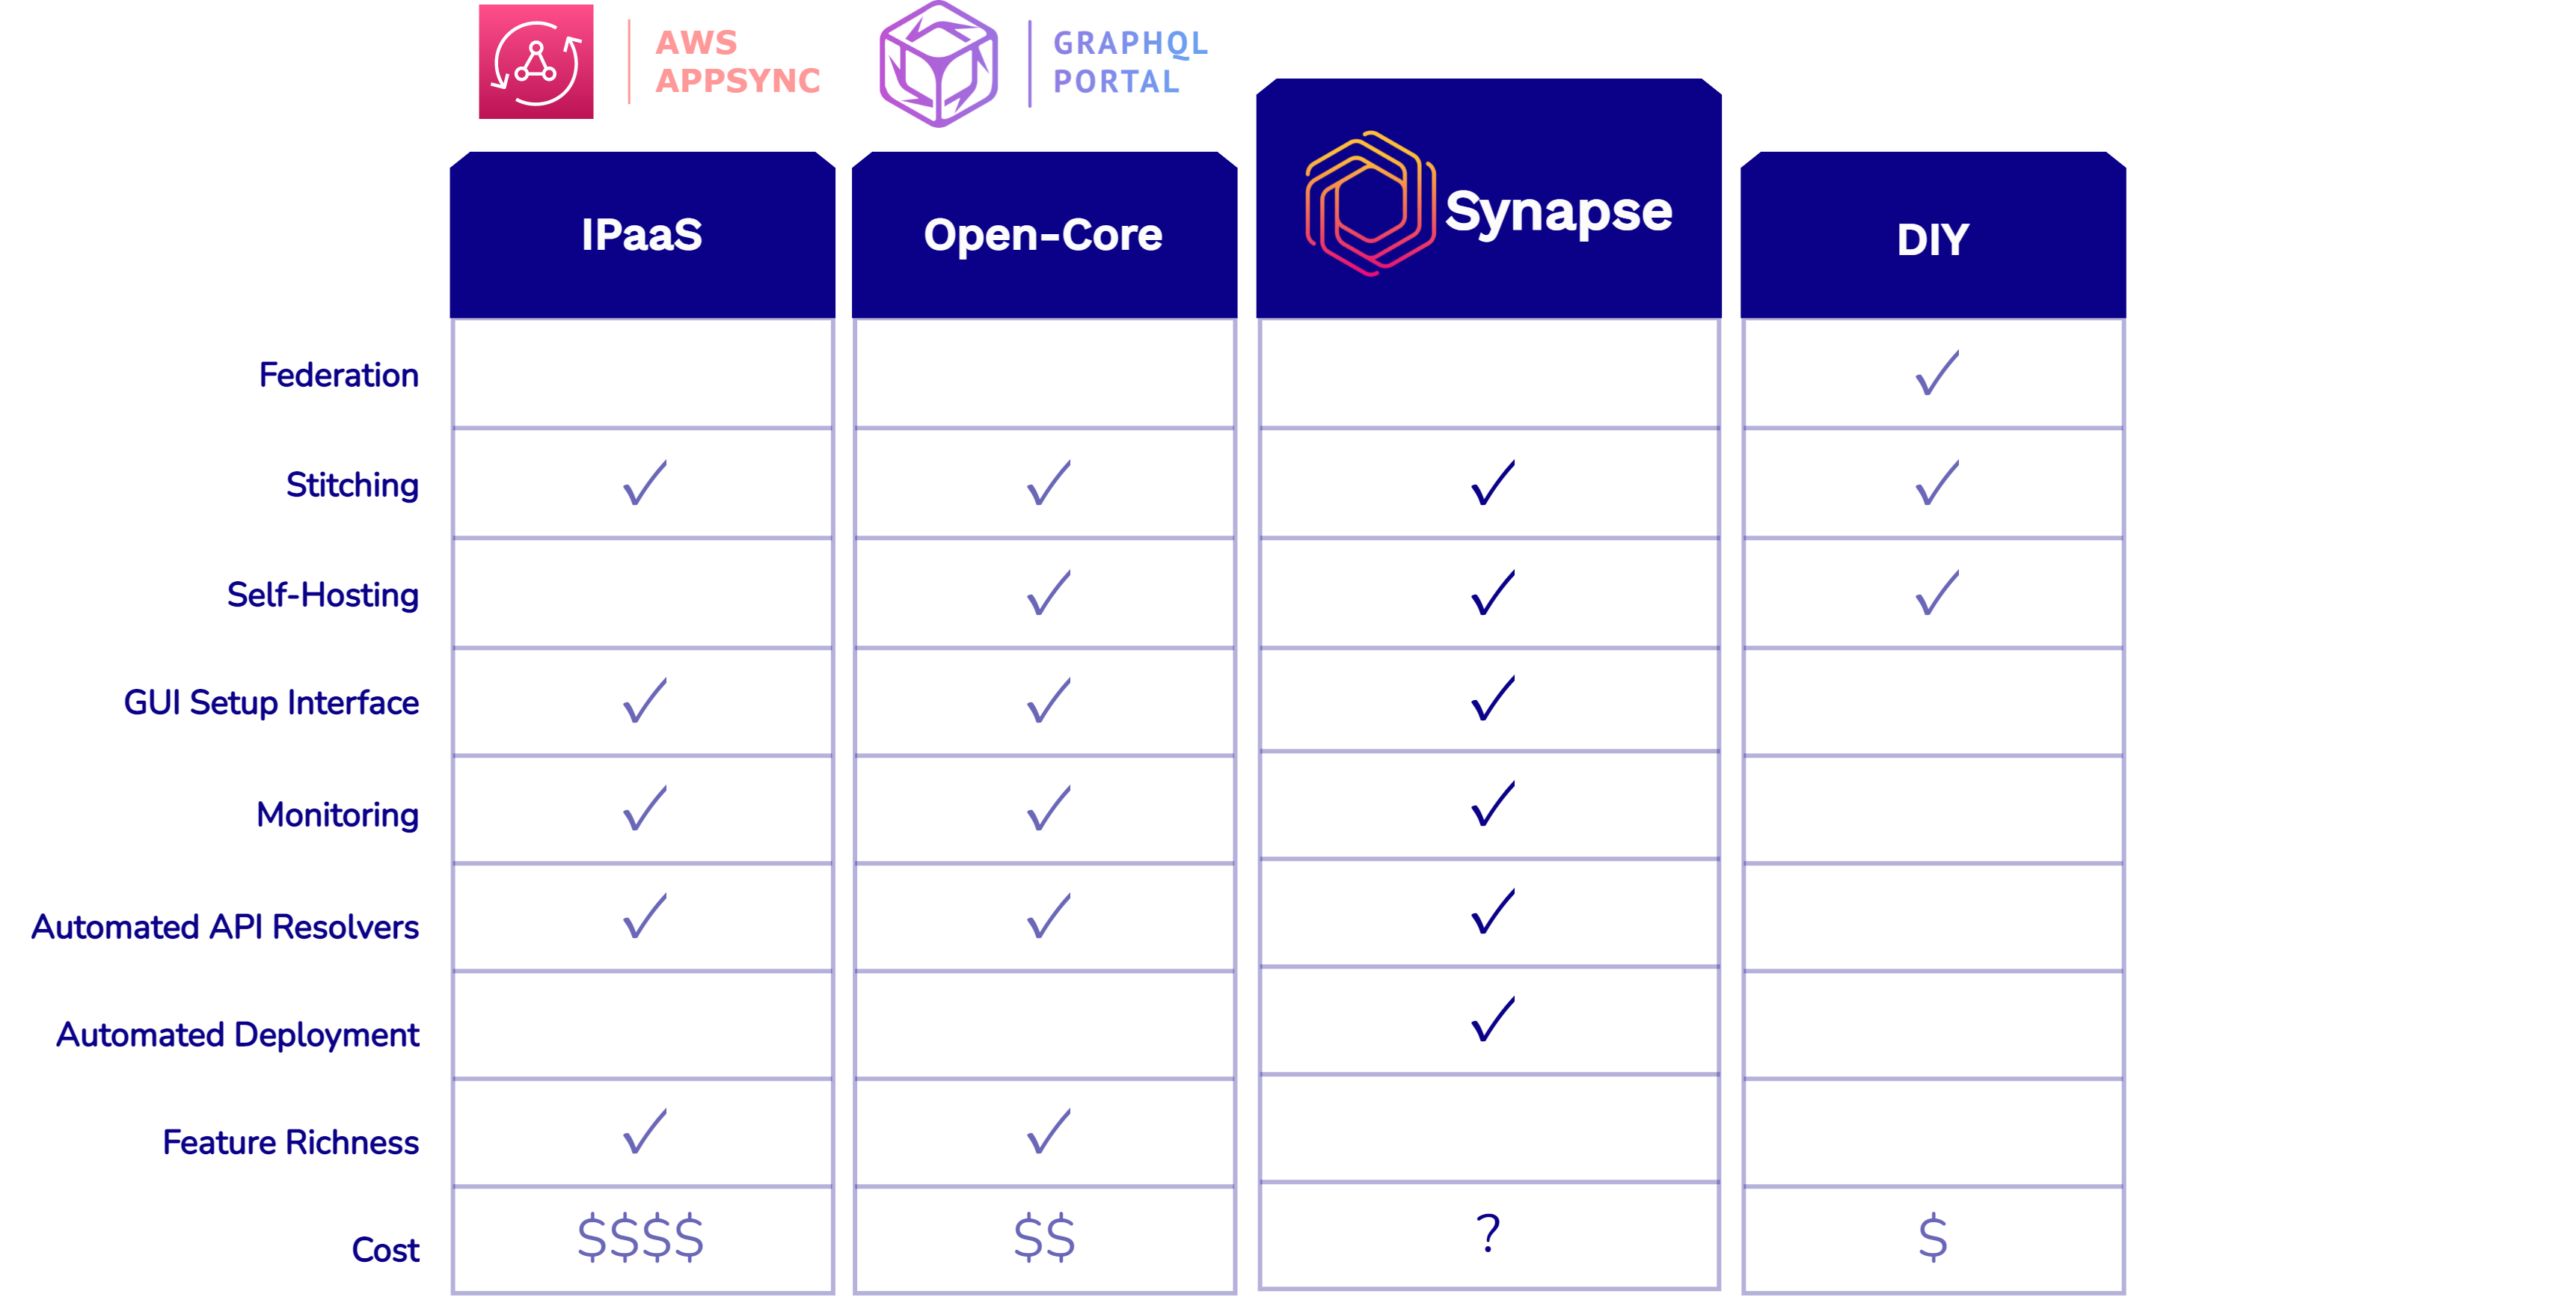 AWS
APPSYNC
GRAPHQL
PORTAL
IPaaS
Open-Core
Synapse
DIY
Federation ✓
Stitching ✓ ✓ ✓ ✓
Self-Hosting ✓ ✓ ✓
GUI Setup Interface ✓ ✓ ✓
Monitoring ✓ ✓ ✓
Automated API Resolvers ✓ ✓ ✓
Automated Deployment ✓
Feature Richness ✓ ✓
Cost $$$$ $$ ? $